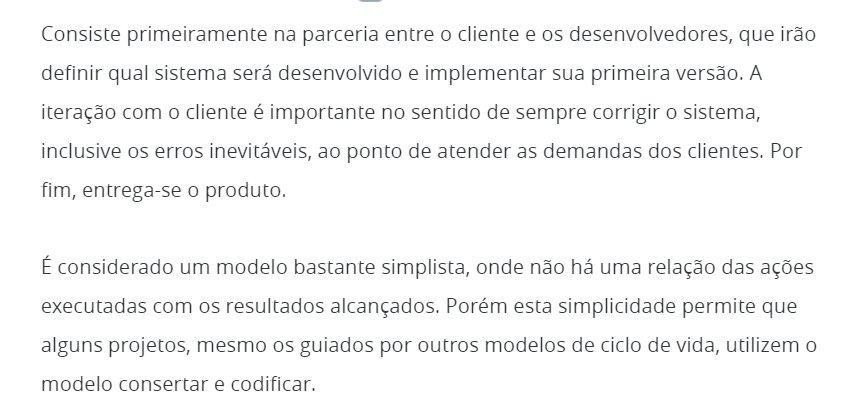 Consiste primeiramente na parceria entre o cliente e os desenvolvedores, que irão
definir qual sistema será desenvolvido e implementar sua primeira versão. A
iteração com o cliente é importante no sentido de sempre corrigir o sistema,
inclusive os erros inevitáveis, ao ponto de atender as demandas dos clientes. Por
fim, entrega-se o produto.
É considerado um modelo bastante simplista, onde não há uma relação das ações
executadas com os resultados alcançados. Porém esta simplicidade permite que
alguns projetos, mesmo os guiados por outros modelos de ciclo de vida, utilizem o
modelo consertar e codificar.